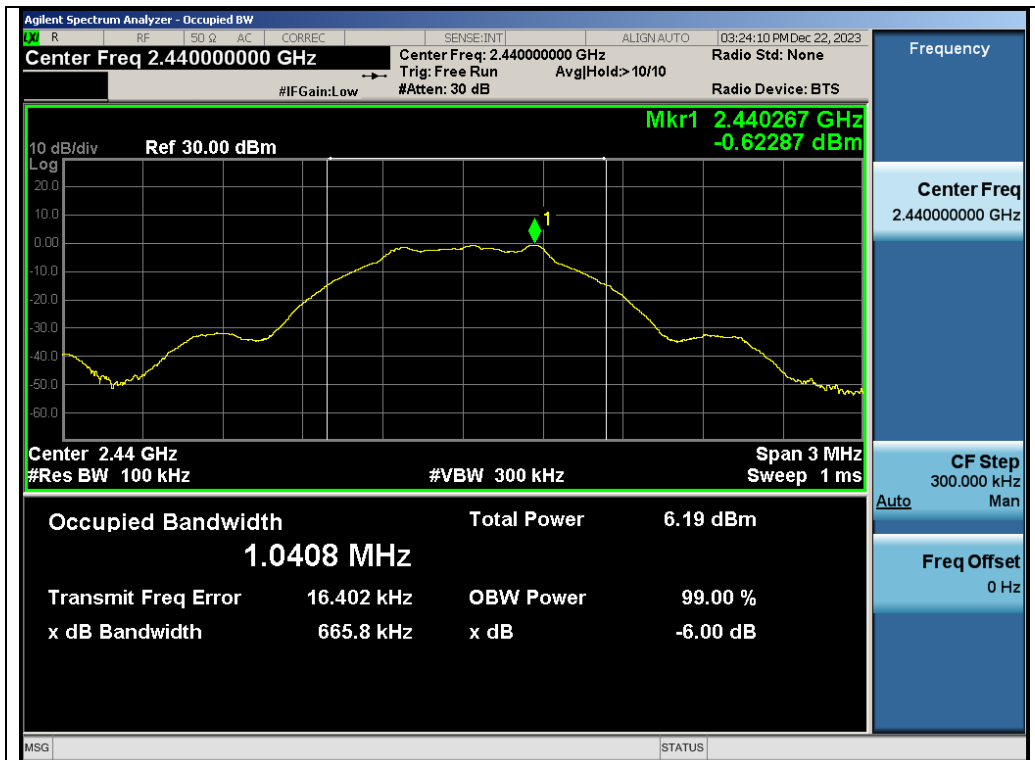 Agilent Spectrum Analyzer - Occupied BW
LXI R RF 50 Ω AC CORREC SENSE:INT ALIGN AUTO 03:24:10 PM Dec 22, 2023
Center Freq 2.440000000 GHz
Center Freq: 2.440000000 GHz Radio Std: None
Trig: Free Run Avg|Hold:> 10/10
#IFGain:Low #Atten: 30 dB Radio Device: BTS
Frequency
Mkr1 2.440267 GHz
-0.62287 dBm
10 dB/div Ref 30.00 dBm
Log
20.0
10.0
1
0.00
-10.0
-20.0
-30.0
-40.0
-50.0
-60.0
Center 2.44 GHz Span 3 MHz
#Res BW 100 kHz #VBW 300 kHz Sweep 1 ms
Occupied Bandwidth Total Power 6.19 dBm
1.0408 MHz
Transmit Freq Error 16.402 kHz OBW Power 99.00 %
x dB Bandwidth 665.8 kHz x dB -6.00 dB
Center Freq
2.440000000 GHz
CF Step
300.000 kHz
Auto Man
Freq Offset
0 Hz
MSG STATUS